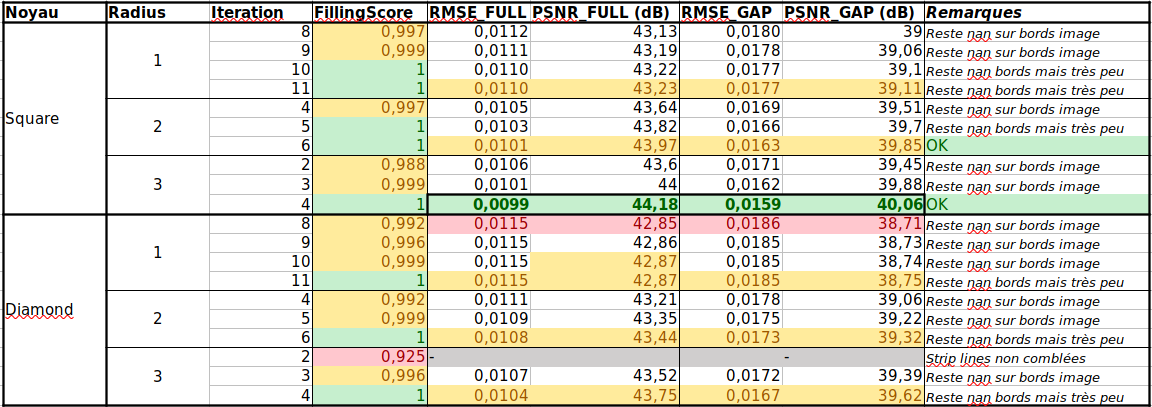 Noyau Radius Iteration FillingScore RMSE_FULL PSNR_FULL (dB) RMSE_GAP PSNR_GAP (dB) Remarques
Square 1 8 0,997 0,0112 43,13 0,0180 39 Reste nan sur bords image
9 0,999 0,0111 43,19 0,0178 39,06 Reste nan sur bords image
10 1 0,0110 43,22 0,0177 39,1 Reste nan bords mais très peu
11 1 0,0110 43,23 0,0177 39,11 Reste nan bords mais très peu
2 4 0,997 0,0105 43,64 0,0169 39,51 Reste nan sur bords image
5 1 0,0103 43,82 0,0166 39,7 Reste nan bords mais très peu
6 1 0,0101 43,97 0,0163 39,85 OK
3 2 0,988 0,0106 43,6 0,0171 39,45 Reste nan sur bords image
3 0,999 0,0101 44 0,0162 39,88 Reste nan sur bords image
4 1 0,0099 44,18 0,0159 40,06 OK
Diamond 1 8 0,992 0,0115 42,85 0,0186 38,71 Reste nan sur bords image
9 0,996 0,0115 42,86 0,0185 38,73 Reste nan sur bords image
10 0,999 0,0115 42,87 0,0185 38,74 Reste nan sur bords image
11 1 0,0115 42,87 0,0185 38,75 Reste nan bords mais très peu
2 4 0,992 0,0111 43,21 0,0178 39,06 Reste nan sur bords image
5 0,999 0,0109 43,35 0,0175 39,22 Reste nan sur bords image
6 1 0,0108 43,44 0,0173 39,32 Reste nan bords mais très peu
3 2 0,925 - - Strip lines non comblées
3 0,996 0,0107 43,52 0,0172 39,39 Reste nan sur bords image
4 1 0,0104 43,75 0,0167 39,62 Reste nan bords mais très peu